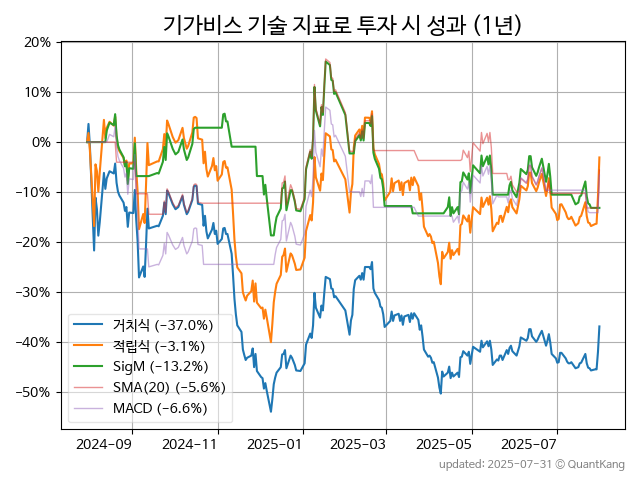 기가비스 기술 지표로 투자 시 성과 (1년)
20%
10%
0%
−10%
−20%
−30%
−40%
−50%
거치식 (−37.0%)
적립식 (−3.1%)
SigM (−13.2%)
SMA(20) (−5.6%)
MACD (−6.6%)
2024−09
2024−11
2025−01
2025−03
2025−05
2025−07
updated: 2025-07-31 © QuantKang